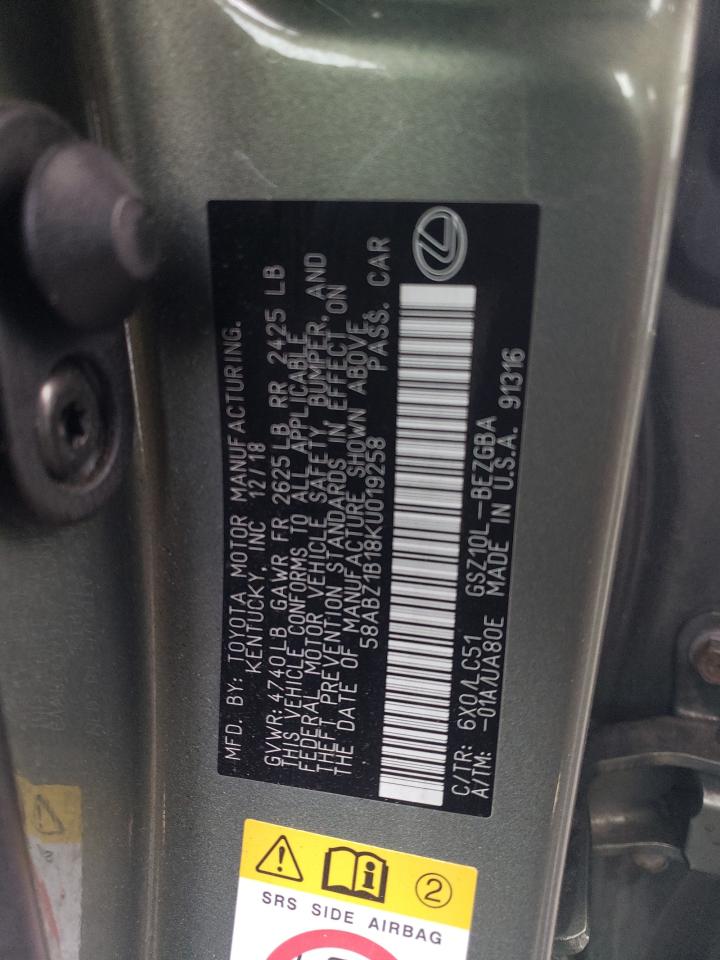 MFD. BY: TOYOTA MOTOR MANUFACTURING.
KENTUCKY, INC 12/18
GVWR: 4740LB GAWR FR 2625LB RR 2425 LB
THIS VEHICLE CONFORMS TO ALL APPLICABLE
FEDERAL MOTOR VEHICLE SAFETY, BUMPER, AND
THEFT PREVENTION STANDARDS IN EFFECT ON
THE DATE OF MANUFACTURE SHOWN ABOVE.
58ABZ1B18KU019258 PASS. CAR
C/TR: 6X0/LC51 GSZ10L-BEZGBA
A/TM: -01A/UA80E MADE IN U.S.A. 91316
2
SRS SIDE AIRBAG